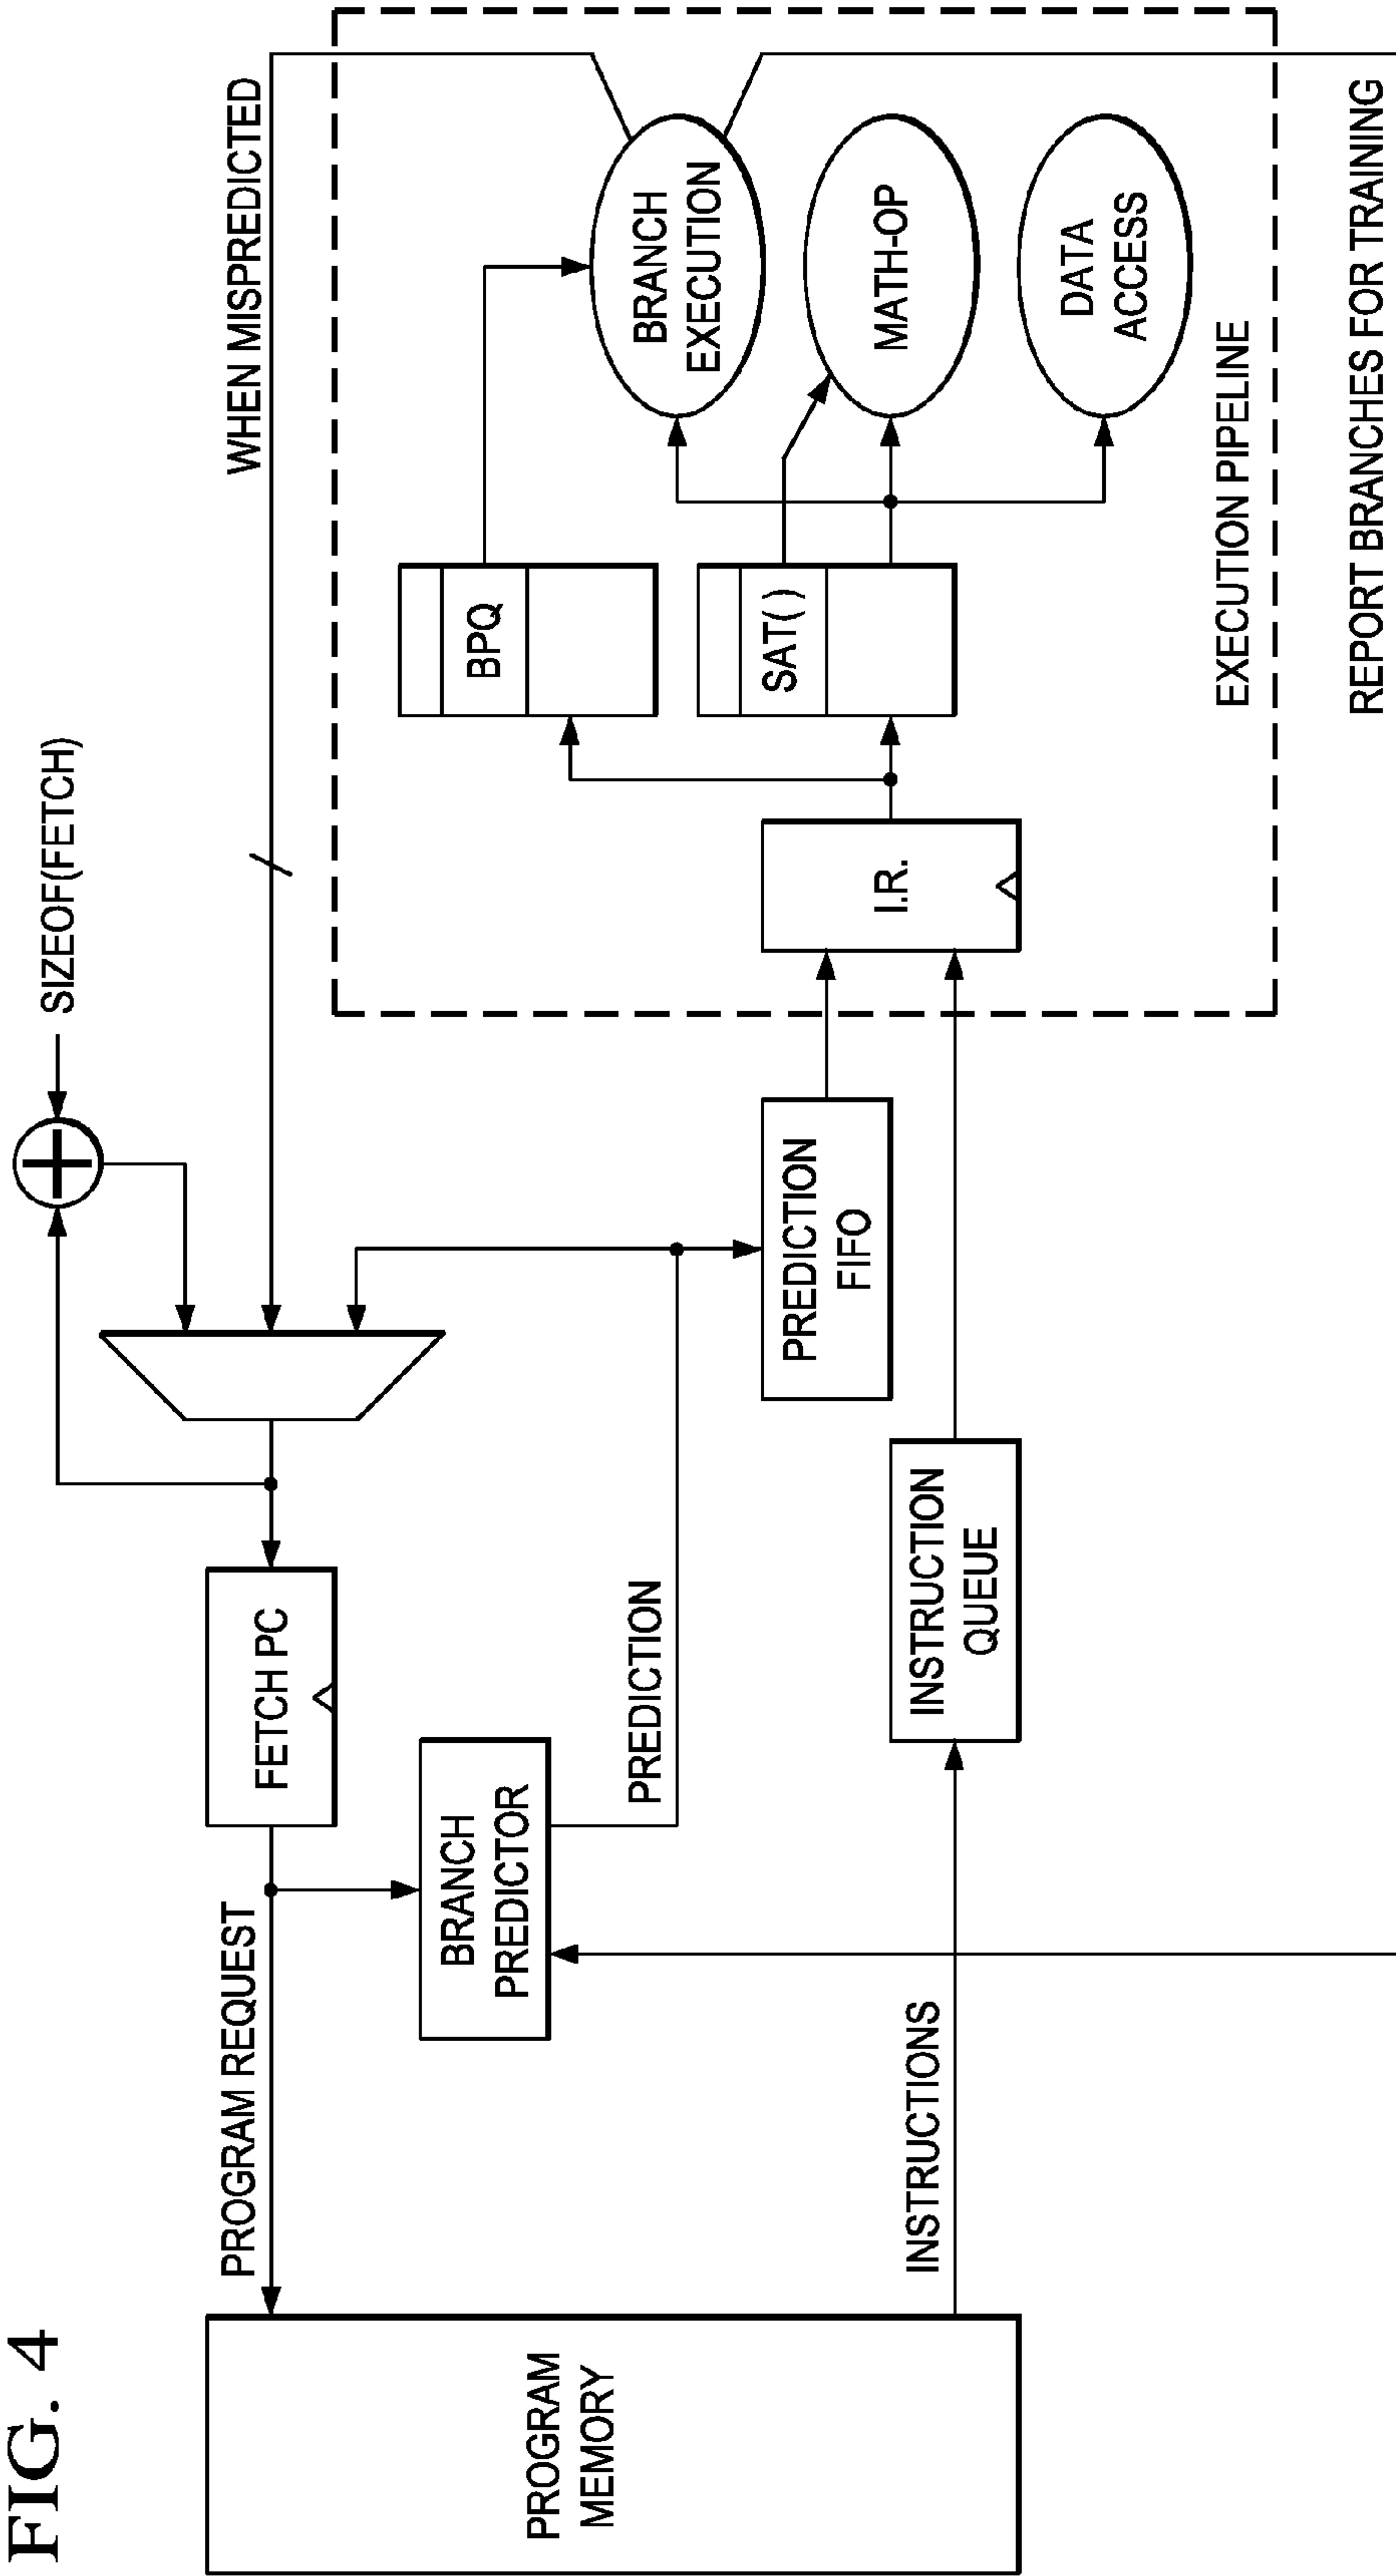 FIG. 4
SIZEOF(FETCH)
WHEN MISPREDICTED
PROGRAM REQUEST
FETCH PC
BRANCH
PREDICTOR
PREDICTION
BPQ
BRANCH
EXECUTION
PROGRAM
MEMORY
PREDICTION
FIFO
I.R.
SAT( )
MATH-OP
INSTRUCTIONS
INSTRUCTION
QUEUE
DATA
ACCESS
EXECUTION PIPELINE
REPORT BRANCHES FOR TRAINING